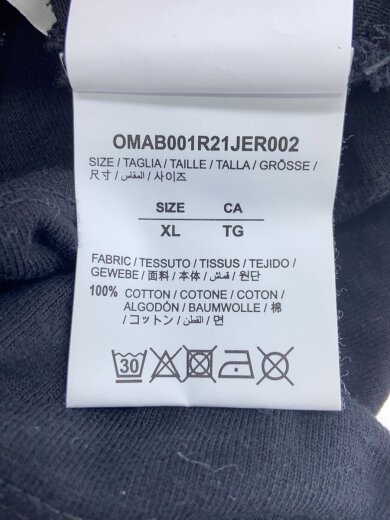 OMAB001R21JER002
SIZE / TAGLIA / TAILLE / TALLA / GRÖSSE /
尺寸 / المقاس / 사이즈
SIZE CA
XL TG
FABRIC / TESSUTO / TISSUS / TEJIDO /
GEWEBE / 面料 / 本体 / قماش / 원단
100% COTTON / COTONE / COTON /
ALGODÓN / BAUMWOLLE / 棉
/ コットン / القطن / 면
30